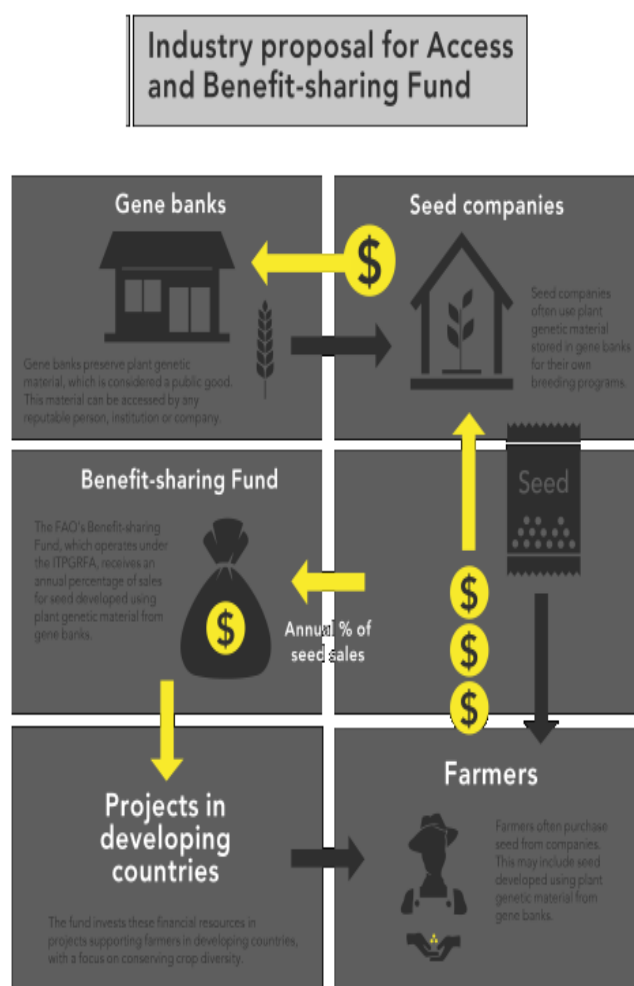 Industry proposal for Access
and Benefit-sharing Fund
Gene banks
Gene banks preserve plant genetic
material, which is considered a public good.
This material can be accessed by any
reputable person, institution or company.
$
Seed companies
Seed companies
often use plant
genetic material
stored in gene banks
for their own
breeding programs.
Benefit-sharing Fund
The FAO's Benefit-sharing
Fund, which operates under
the ITPGRFA, receives an
annual percentage of sales
for seed developed using
plant genetic material from
gene banks.
$
Annual % of
seed sales
Seed
$
$
$
Projects in
developing
countries
The fund invests these financial resources in
projects supporting farmers in developing countries,
with a focus on conserving crop diversity.
Farmers
Farmers often purchase
seed from companies.
This may include seed
developed using plant
genetic material from
gene banks.